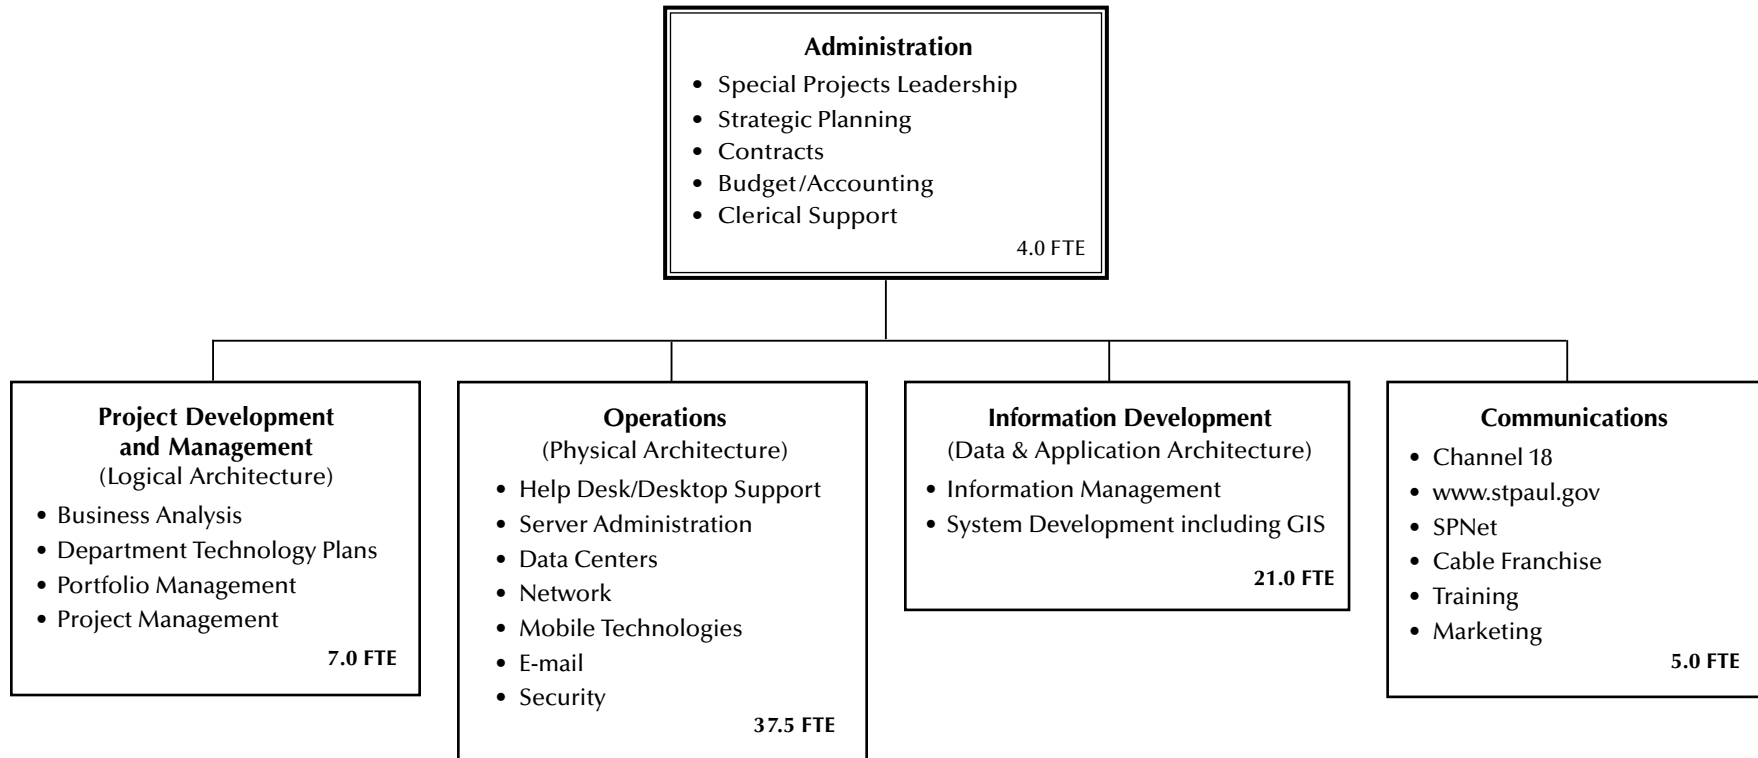 Administration
• Special Projects Leadership
• Strategic Planning
• Contracts
• Budget/Accounting
• Clerical Support
4.0 FTE
Project Development
and Management
(Logical Architecture)
• Business Analysis
• Department Technology Plans
• Portfolio Management
• Project Management
7.0 FTE
Operations
(Physical Architecture)
• Help Desk/Desktop Support
• Server Administration
• Data Centers
• Network
• Mobile Technologies
• E-mail
• Security
37.5 FTE
Information Development
(Data & Application Architecture)
• Information Management
• System Development including GIS
21.0 FTE
Communications
• Channel 18
• www.stpaul.gov
• SPNet
• Cable Franchise
• Training
• Marketing
5.0 FTE